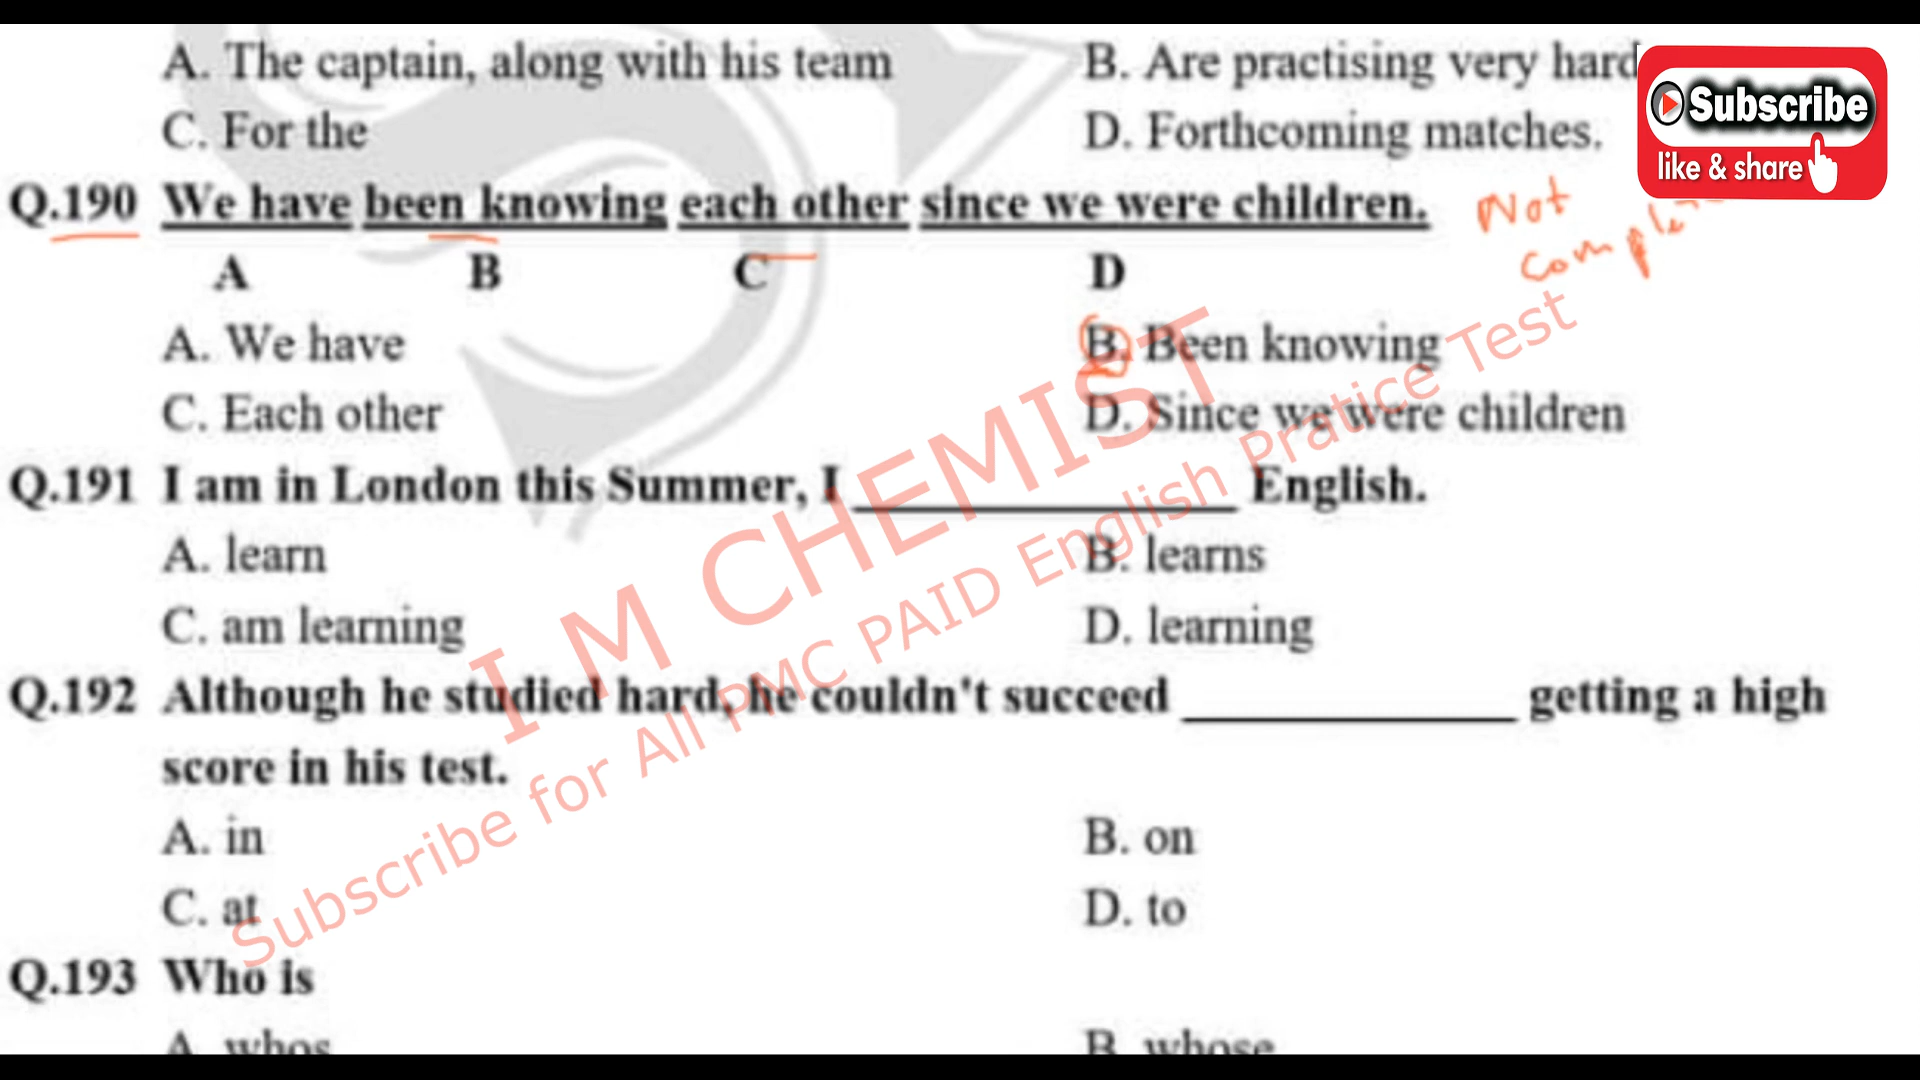 A. The captain, along with his team
B. Are practising very hard
C. For the
D. Forthcoming matches.
Subscribe
like & share
Q.190 We have been knowing each other since we were children.
Not
A B C D
A. We have
B. Been knowing
C. Each other
D. Since we were children
Q.191 I am in London this Summer, I ____________ English.
A. learn
B. learns
C. am learning
D. learning
Q.192 Although he studied hard, he couldn't succeed ____________ getting a high
score in his test.
A. in
B. on
C. at
D. to
Q.193 Who is
A. whos
B. whose
I M CHEMIST
Subscribe for All PMC PAID English Pratice Test